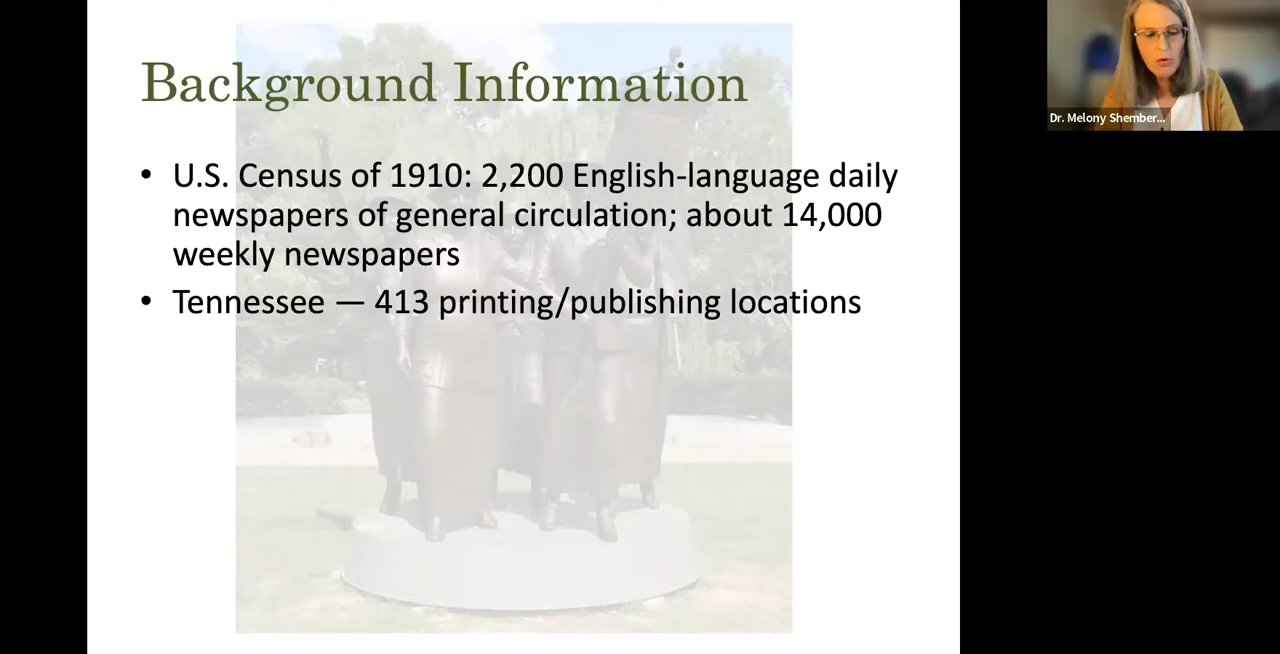 Background Information
• U.S. Census of 1910: 2,200 English-language daily
newspapers of general circulation; about 14,000
weekly newspapers
• Tennessee — 413 printing/publishing locations
Dr. Melony Shember...